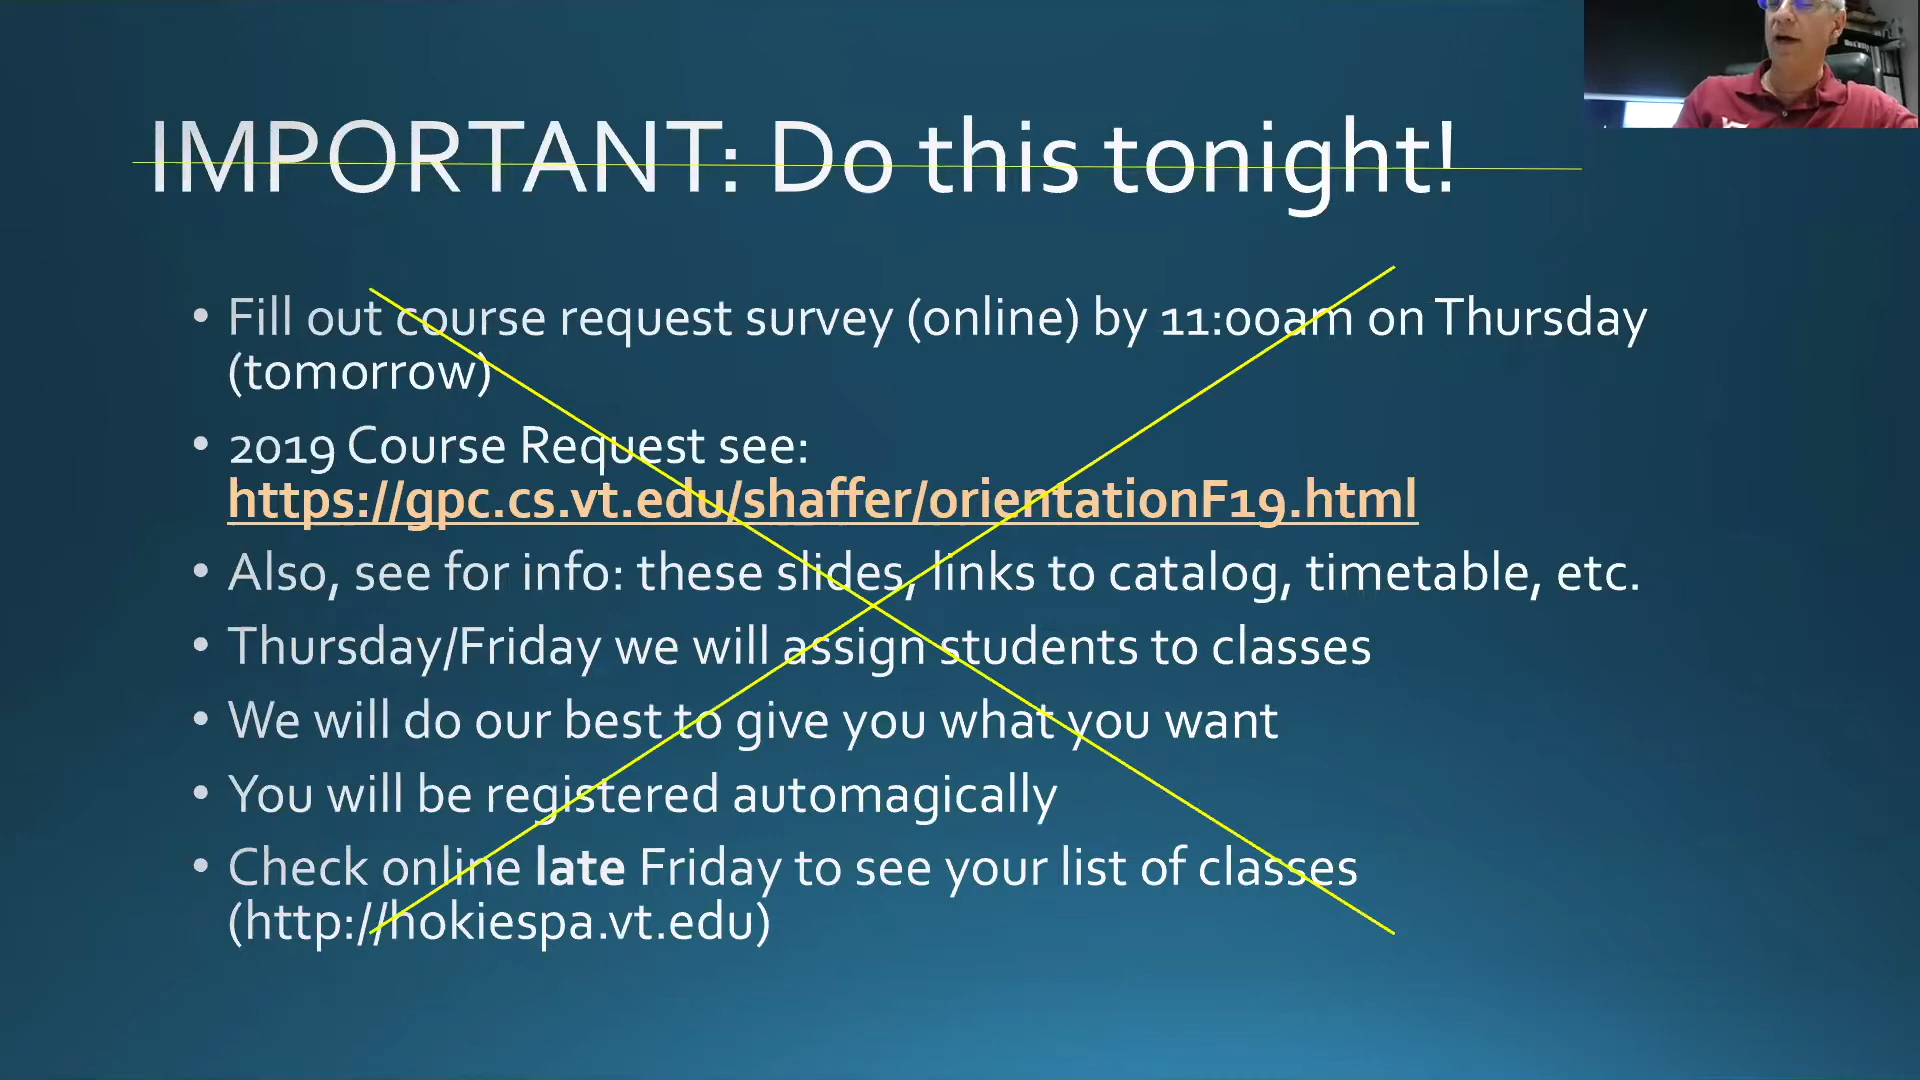 IMPORTANT: Do this tonight!
• Fill out course request survey (online) by 11:00am on Thursday
(tomorrow)
• 2019 Course Request see:
https://gpc.cs.vt.edu/shaffer/orientationF19.html
• Also, see for info: these slides, links to catalog, timetable, etc.
• Thursday/Friday we will assign students to classes
• We will do our best to give you what you want
• You will be registered automagically
• Check online late Friday to see your list of classes
(http://hokiespa.vt.edu)